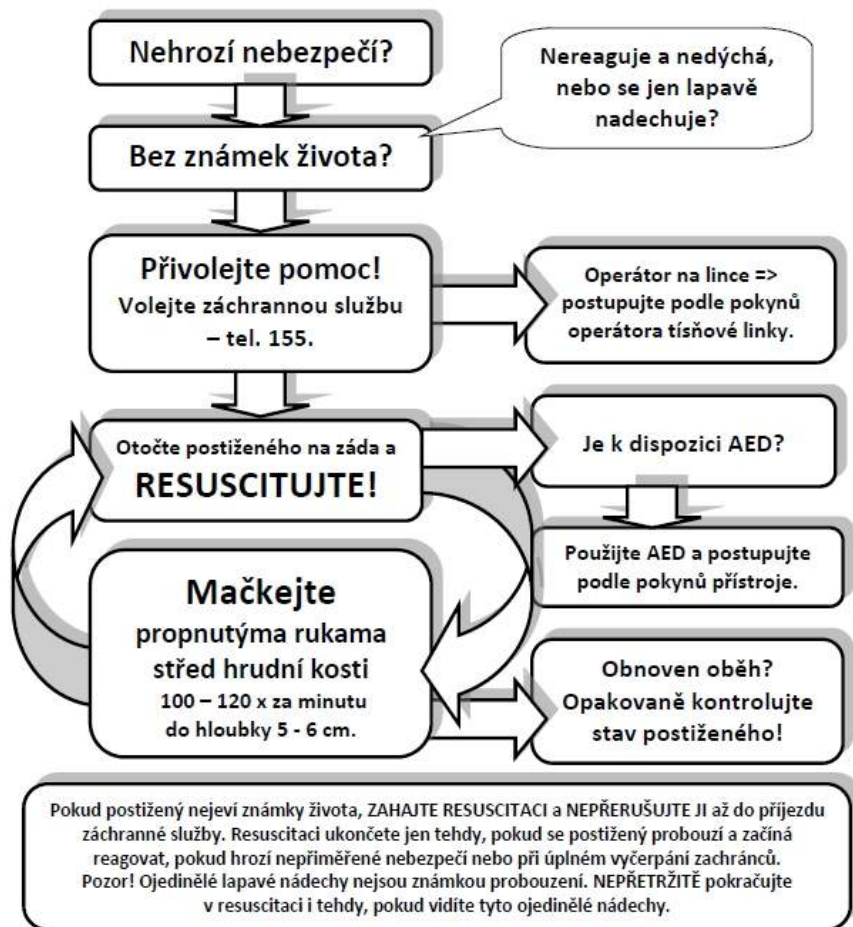 Nehrozí nebezpečí?
Nereaguje a nedýchá,
nebo se jen lapavě
nadechuje?
Bez známek života?
Přivolejte pomoc!
Volejte záchrannou službu
– tel. 155.
Operátor na lince =>
postupujte podle pokynů
operátora tísňové linky.
Otočte postiženého na záda a
RESUSCITUJTE!
Je k dispozici AED?
Použijte AED a postupujte
podle pokynů přístroje.
Mačkejte
propnutýma rukama
střed hrudní kosti
100 – 120 x za minutu
do hloubky 5 - 6 cm.
Obnoven oběh?
Opakovaně kontrolujte
stav postiženého!
Pokud postižený nejeví známky života, ZAHAJTE RESUSCITACI a NEPŘERUŠUJTE JI až do příjezdu
záchranné služby. Resuscitaci ukončete jen tehdy, pokud se postižený probouzí a začíná
reagovat, pokud hrozí nepřiměřené nebezpečí nebo při úplném vyčerpání zachránců.
Pozor! Ojedinělé lapavé nádechy nejsou známkou probouzení. NEPŘETRŽITĚ pokračujte
v resuscitaci i tehdy, pokud vidíte tyto ojedinělé nádechy.